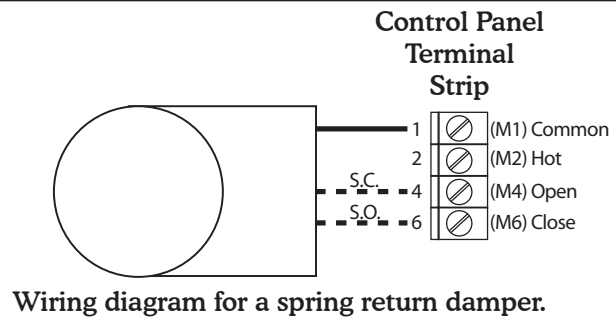 Control Panel
Terminal
Strip
1 (M1) Common
2 (M2) Hot
S.C. 4 (M4) Open
S.O. 6 (M6) Close
Wiring diagram for a spring return damper.